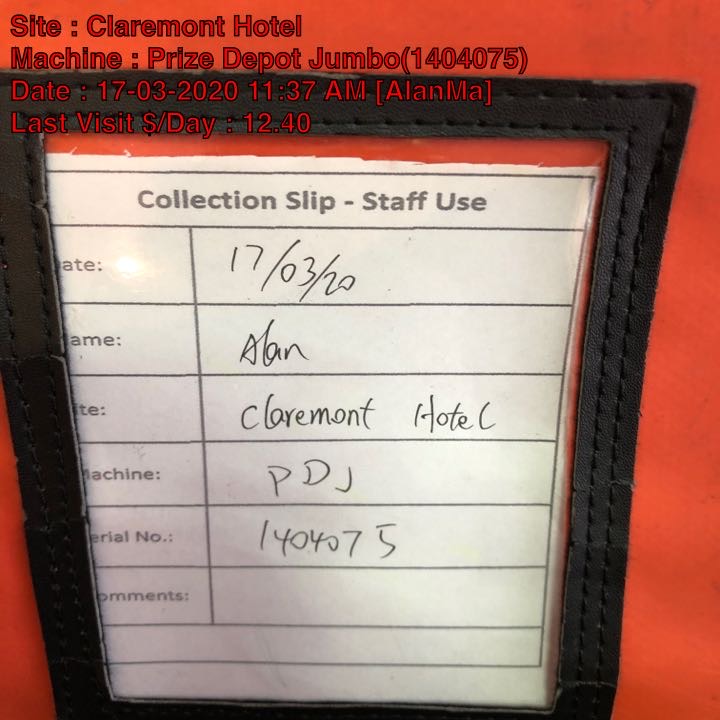 Site : Claremont Hotel
Machine : Prize Depot Jumbo(1404075)
Date : 17-03-2020 11:37 AM [AlanMa]
Last Visit $/Day : 12.40
Collection Slip - Staff Use
ate: 17/03/20
ame: Alan
te: Claremont Hotel
achine: PDJ
erial No.: 1404075
omments: